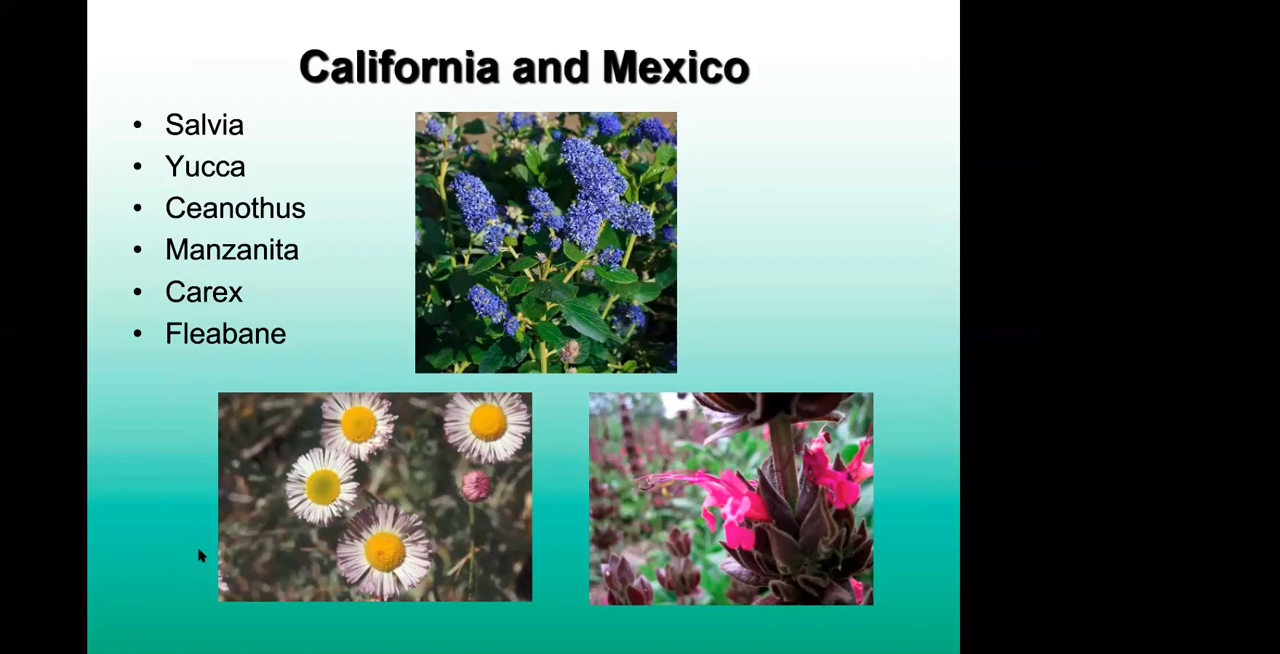 California and Mexico
• Salvia
• Yucca
• Ceanothus
• Manzanita
• Carex
• Fleabane